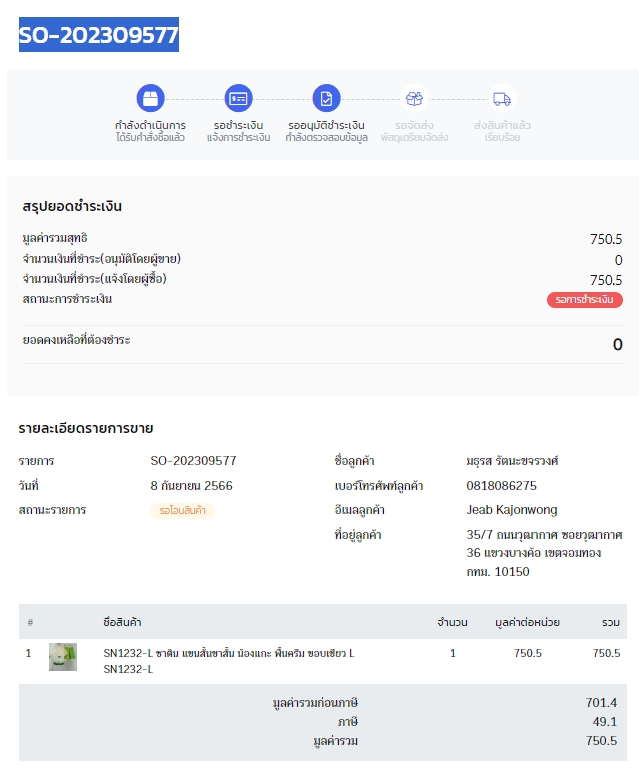 SO-202309577
กำลังดำเนินการ
ได้รับคำสั่งซื้อแล้ว
รอชำระเงิน
แจ้งการชำระเงิน
รออนุมัติชำระเงิน
กำลังตรวจสอบข้อมูล
รอจัดส่ง
พัสดุเตรียมจัดส่ง
ส่งสินค้าแล้ว
เรียบร้อย
สรุปยอดชำระเงิน
มูลค่ารวมสุทธิ 750.5
จำนวนเงินที่ชำระ(อนุมัติโดยผู้ขาย) 0
จำนวนเงินที่ชำระ(แจ้งโดยผู้ซื้อ) 750.5
สถานะการชำระเงิน รอการชำระเงิน
ยอดคงเหลือที่ต้องชำระ 0
รายละเอียดรายการขาย
รายการ SO-202309577
วันที่ 8 กันยายน 2566
สถานะรายการ รอโอนสินค้า
ชื่อลูกค้า มธุรส รัตนะขจรวงศ์
เบอร์โทรศัพท์ลูกค้า 0818086275
อีเมลลูกค้า Jeab Kajonwong
ที่อยู่ลูกค้า 35/7 ถนนวุฒากาศ ซอยวุฒากาศ
36 แขวงบางค้อ เขตจอมทอง
กทม. 10150
# ชื่อสินค้า จำนวน มูลค่าต่อหน่วย รวม
1 SN1232-L ซาติน แขนสั้นขาสั้น น้องแกะ พื้นครีม ขอบเขียว L 1 750.5 750.5
SN1232-L
มูลค่ารวมก่อนภาษี 701.4
ภาษี 49.1
มูลค่ารวม 750.5